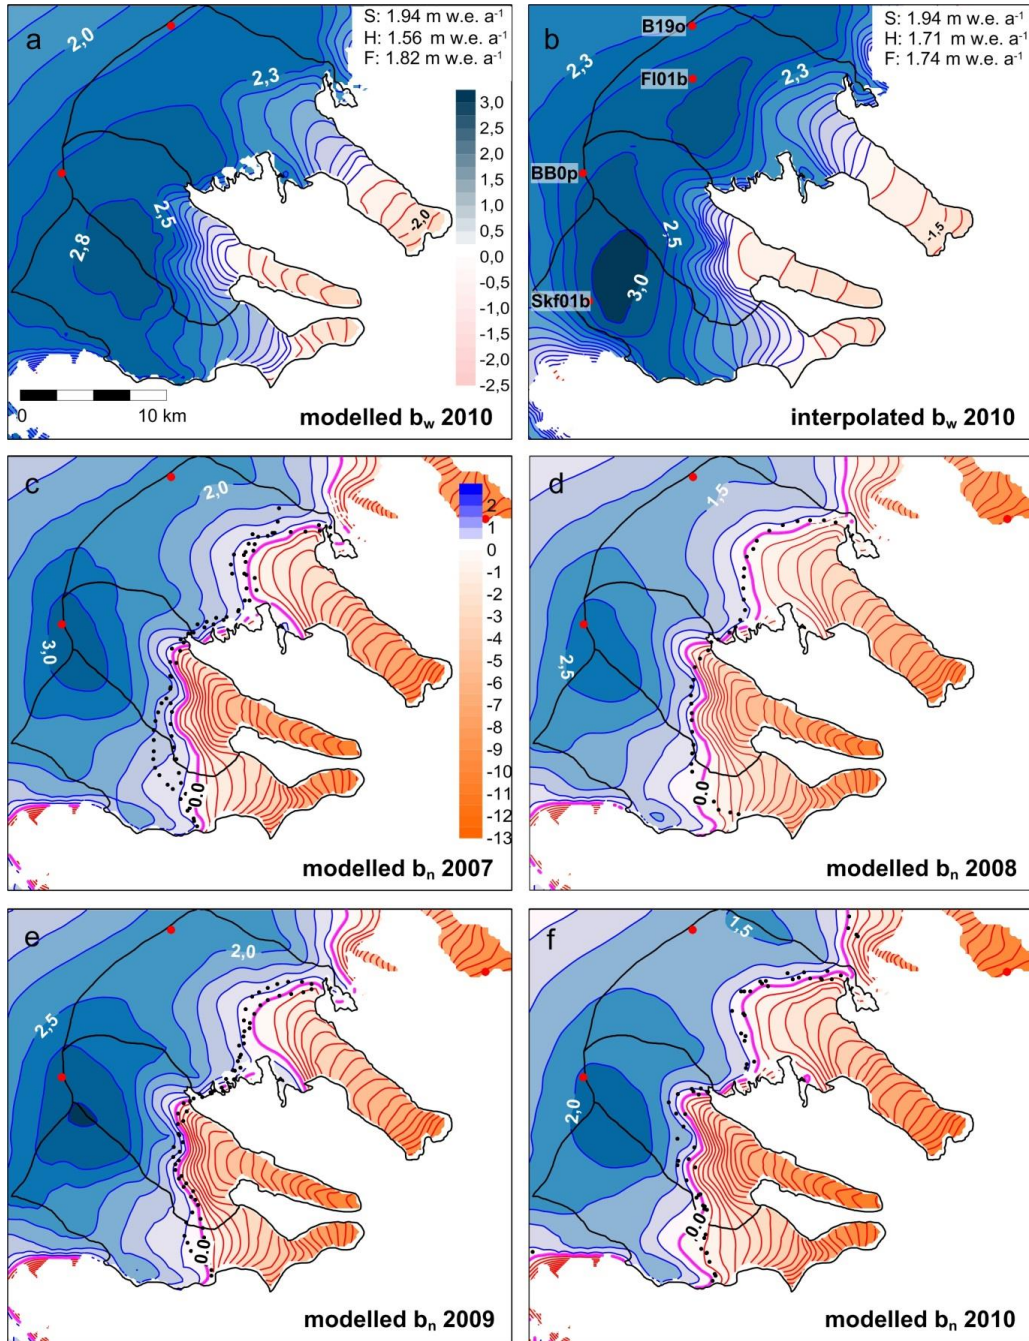 a
2,0
S: 1.94 m w.e. a⁻¹
H: 1.56 m w.e. a⁻¹
F: 1.82 m w.e. a⁻¹
2,3
3,0
2,5
2,0
1,5
1,0
0,5
0,0
-0,5
-1,0
-1,5
-2,0
-2,5
2,5
2,8
-2,0
0
10 km
modelled b_w 2010
b
B19o
S: 1.94 m w.e. a⁻¹
H: 1.71 m w.e. a⁻¹
F: 1.74 m w.e. a⁻¹
2,3
Fl01b
2,3
BB0p
2,5
-1,5
3,0
Skf01b
interpolated b_w 2010
c
2,0
2
1
0
-1
-2
-3
-4
-5
-6
-7
-8
-9
-10
-11
-12
-13
3,0
0.0
modelled b_n 2007
d
1,5
2,5
0.0
modelled b_n 2008
e
2,0
2,5
0.0
modelled b_n 2009
f
1,5
2,0
0.0
modelled b_n 2010